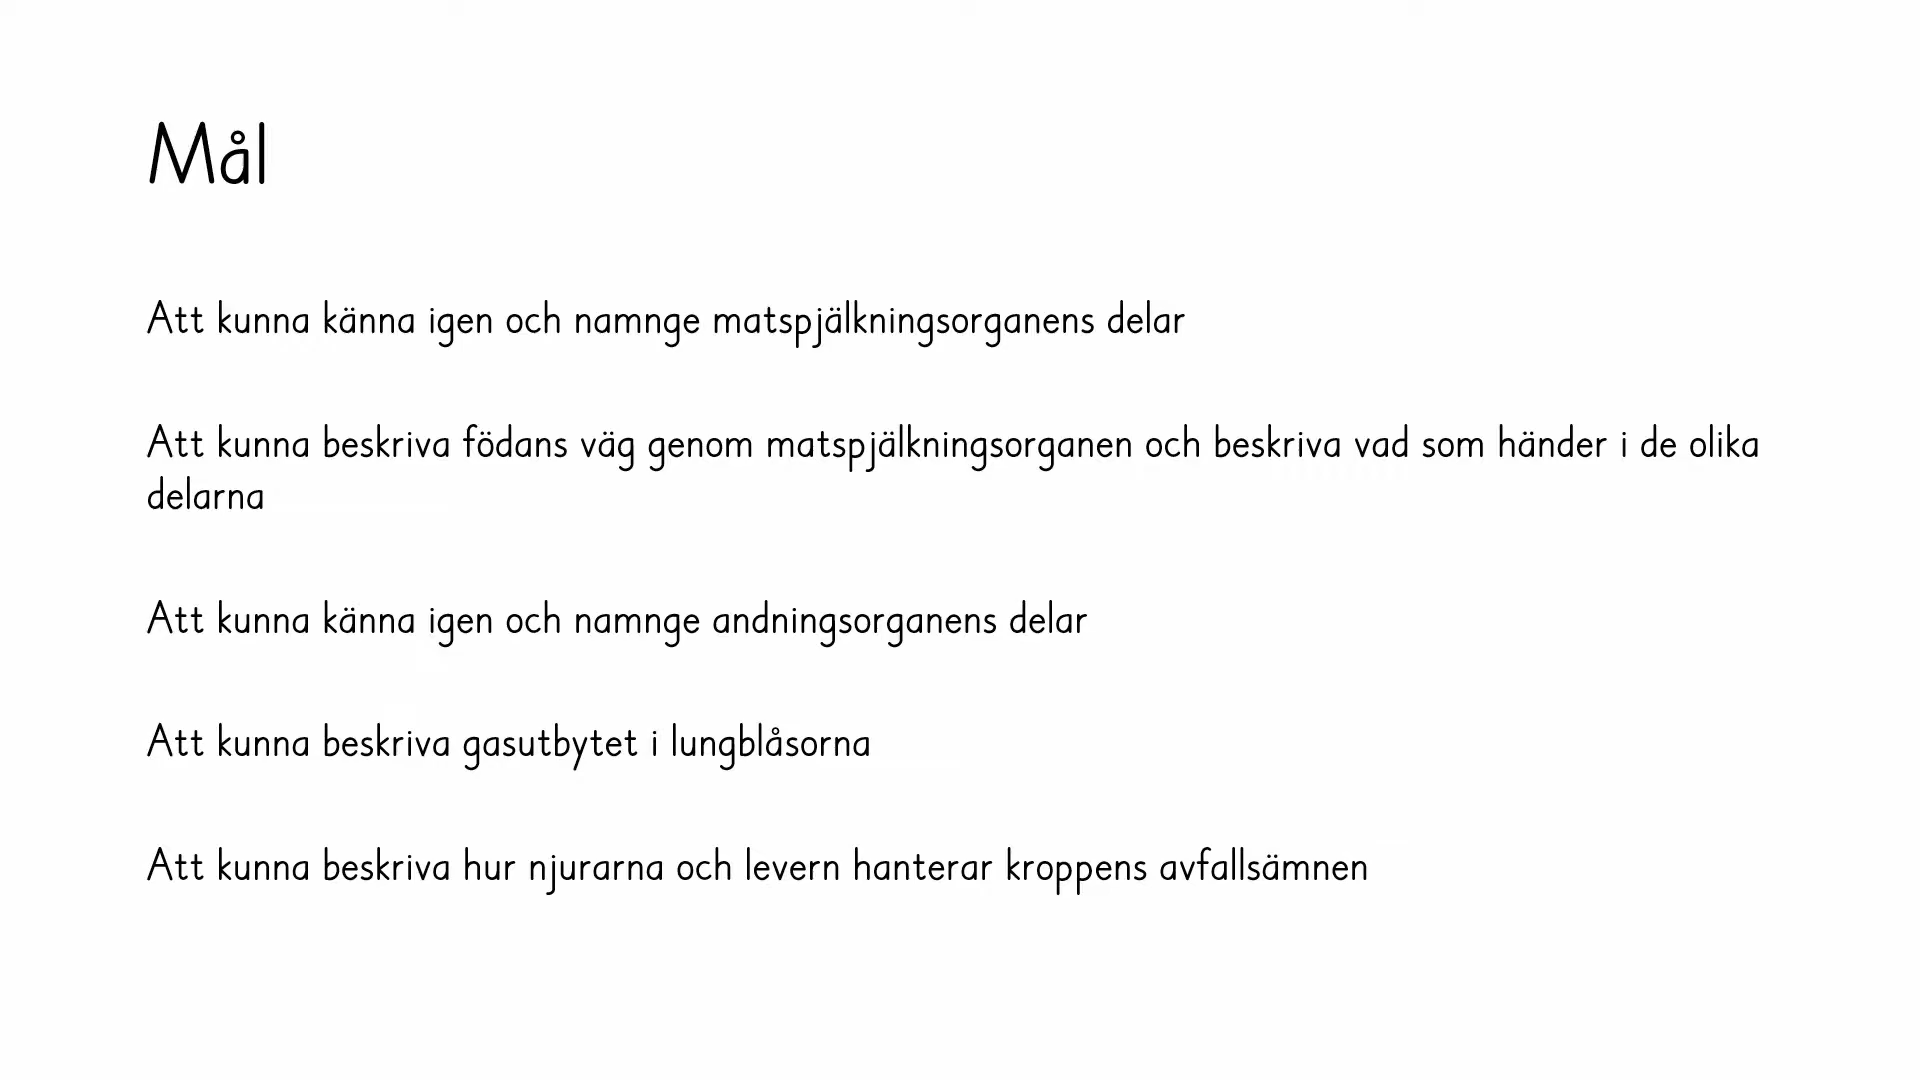 Mål
Att kunna känna igen och namnge matspjälkningsorganens delar
Att kunna beskriva födans väg genom matspjälkningsorganen och beskriva vad som händer i de olika
delarna
Att kunna känna igen och namnge andningsorganens delar
Att kunna beskriva gasutbytet i lungblåsorna
Att kunna beskriva hur njurarna och levern hanterar kroppens avfallsämnen